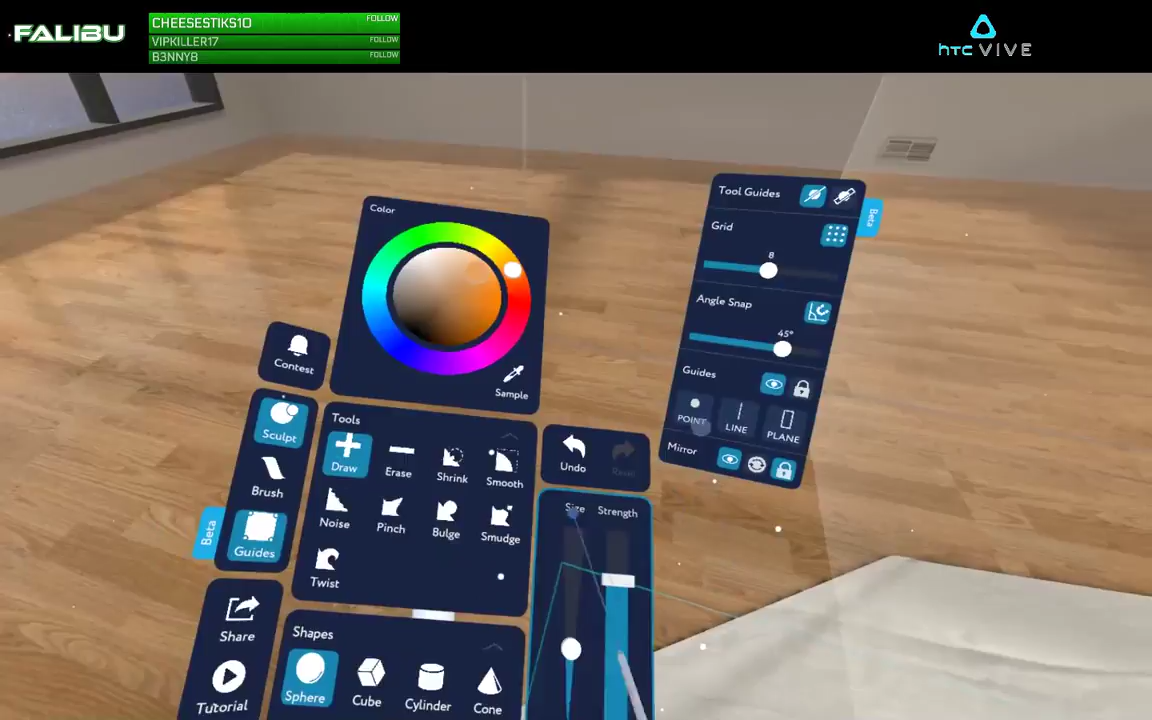 FALIBU
CHEESESTIKS10 FOLLOW
VIPKILLER17 FOLLOW
B3NNY8 FOLLOW
hTC VIVE
Color
Sample
Contest
Sculpt
Brush
Guides
Beta
Share
Tutorial
Tools
Draw
Erase
Shrink
Smooth
Noise
Pinch
Bulge
Smudge
Twist
Shapes
Sphere
Cube
Cylinder
Cone
Undo
Size
Strength
Tool Guides
Beta
Grid
8
Angle Snap
45°
Guides
POINT
LINE
PLANE
Mirror